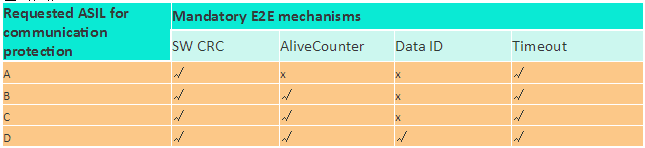 Requested ASIL for communication protection Mandatory E2E mechanisms
SW CRC AliveCounter Data ID Timeout
A √ x x √
B √ √ x √
C √ √ x √
D √ √ √ √